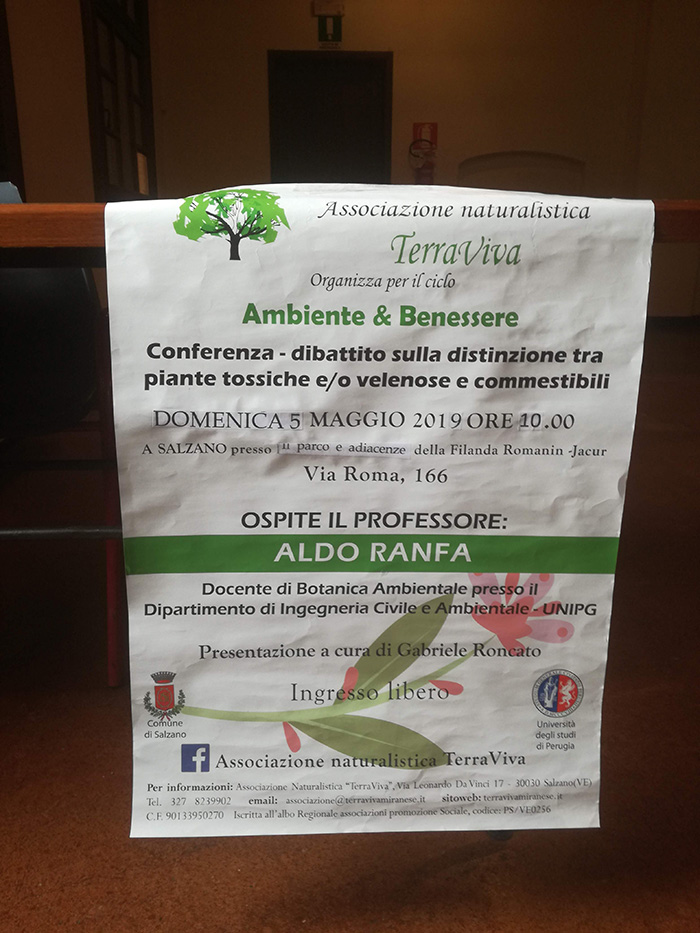 Associazione naturalistica
TerraViva
Organizza per il ciclo
Ambiente & Benessere
Conferenza - dibattito sulla distinzione tra
piante tossiche e/o velenose e commestibili
DOMENICA 5 MAGGIO 2019 ORE 10.00
A SALZANO presso il parco e adiacenze della Filanda Romanin -Jacur
Via Roma, 166
OSPITE IL PROFESSORE:
ALDO RANFA
Docente di Botanica Ambientale presso il
Dipartimento di Ingegneria Civile e Ambientale - UNIPG
Presentazione a cura di Gabriele Roncato
Ingresso libero
Comune
di Salzano
Università
degli studi
di Perugia
f Associazione naturalistica TerraViva
Per informazioni: Associazione Naturalistica "TerraViva", Via Leonardo Da Vinci 17 - 30030 Salzano(VE)
Tel. 327 8239902 email: associazione@terravivamiranese.it sitoweb: terravivamiranese.it
C.F. 90133950270 Iscritta all'albo Regionale associazioni promozione Sociale, codice: PS/VE0256